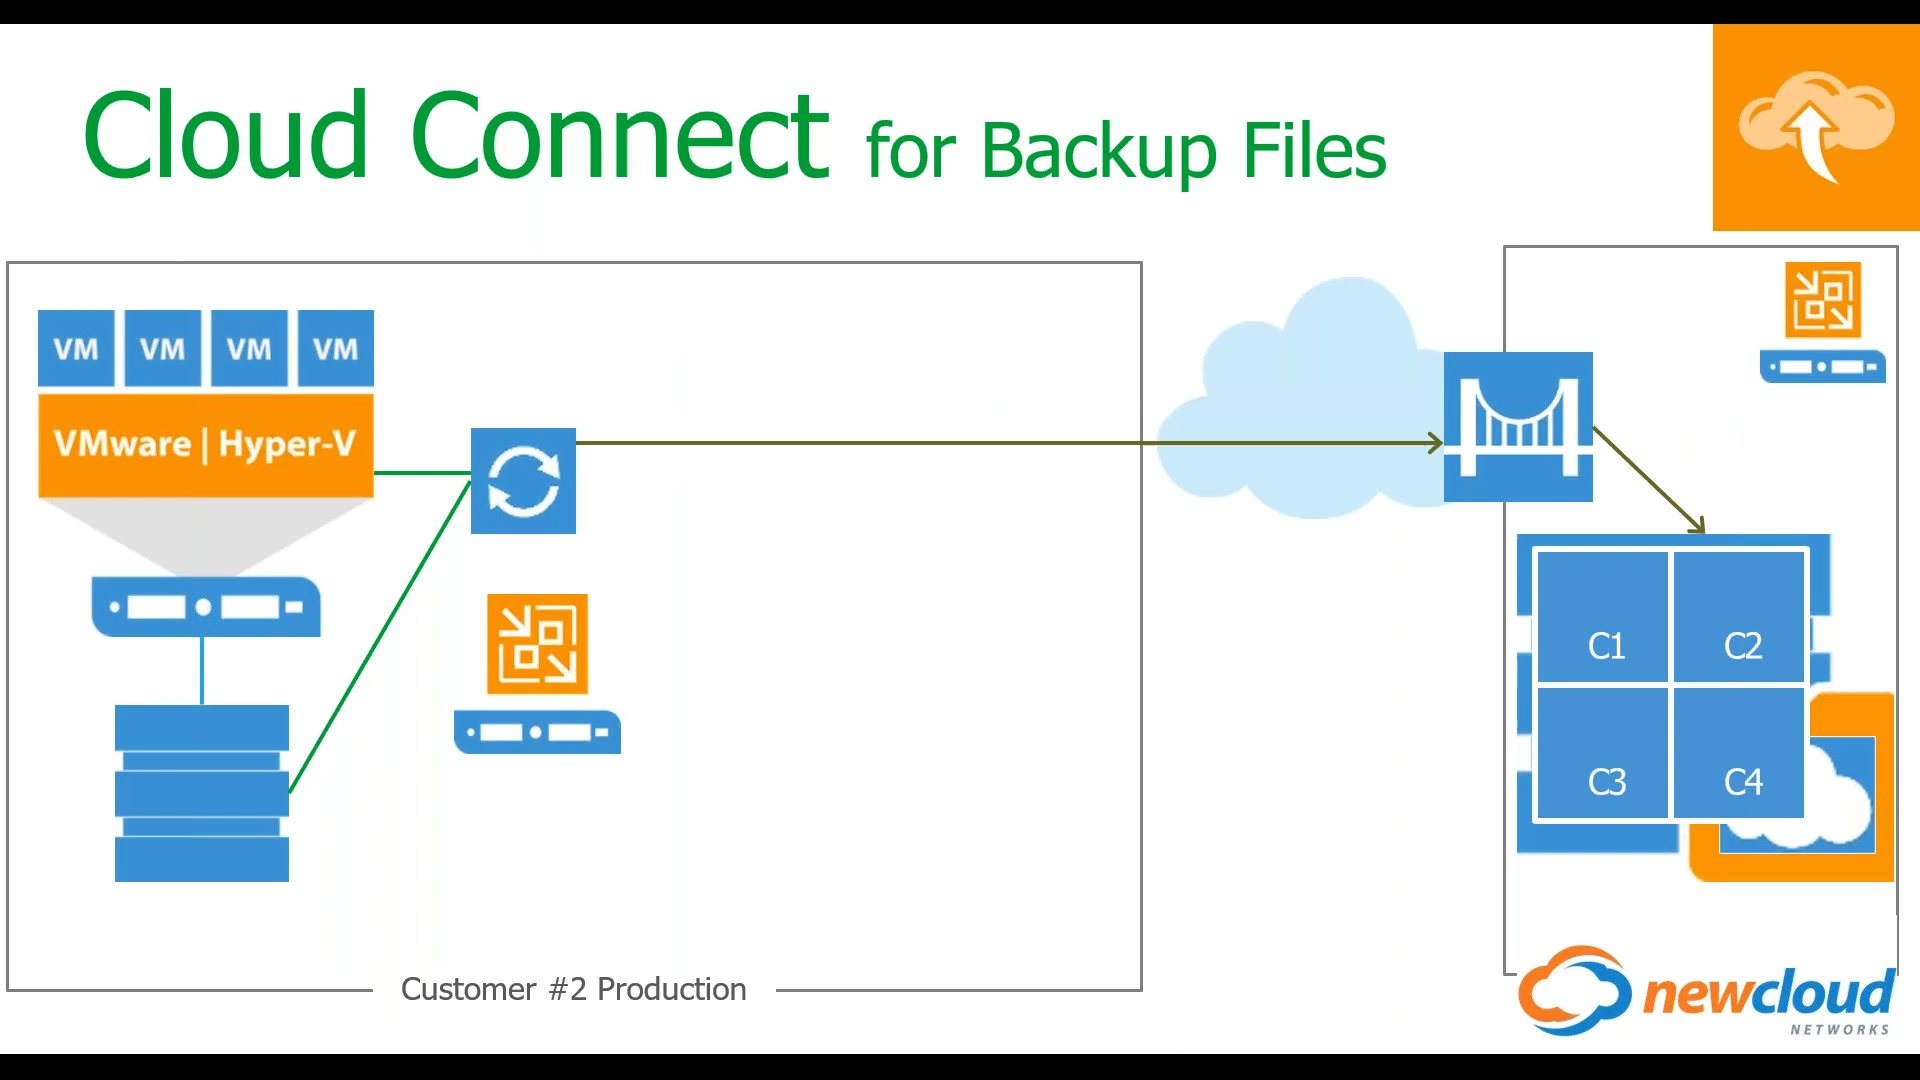 Cloud Connect for Backup Files
VM VM VM VM
VMware | Hyper-V
C1 C2
C3 C4
Customer #2 Production
newcloud
NETWORKS